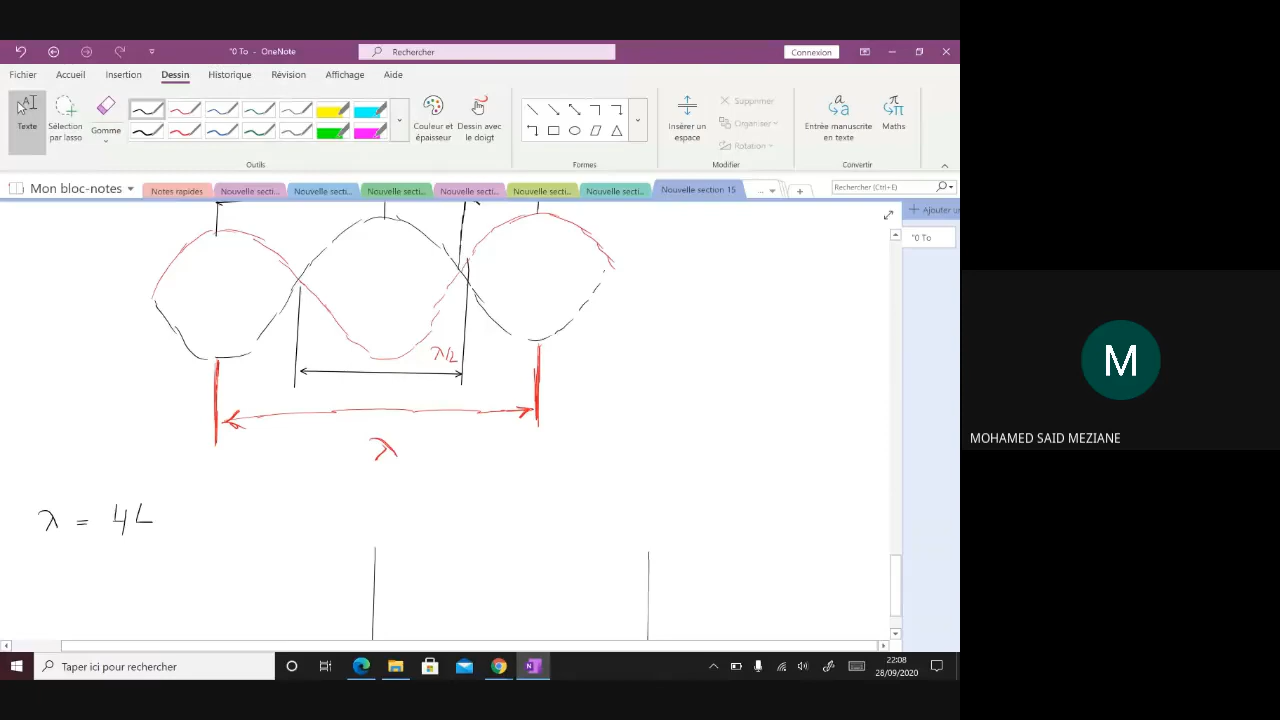 "0 To - OneNote
Rechercher
Connexion
Fichier Accueil Insertion Dessin Historique Révision Affichage Aide
Texte
Sélection par lasso
Gomme
Couleur et épaisseur
Dessin avec le doigt
Insérer un espace
Supprimer
Organiser
Rotation
Entrée manuscrite en texte
Maths
Outils
Formes
Modifier
Convertir
Mon bloc-notes
Notes rapides
Nouvelle secti...
Nouvelle secti...
Nouvelle secti...
Nouvelle secti...
Nouvelle secti...
Nouvelle secti...
Nouvelle section 15
...
Rechercher (Ctrl+E)
Ajouter un
"0 To
λ/2
λ
λ = 4L
M
MOHAMED SAID MEZIANE
Taper ici pour rechercher
22:08
28/09/2020